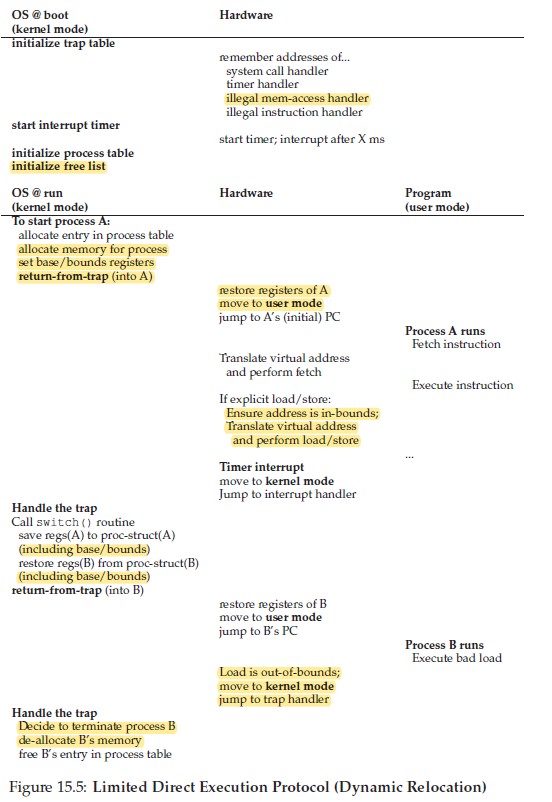 OS @ boot Hardware
(kernel mode)
initialize trap table
remember addresses of...
system call handler
timer handler
illegal mem-access handler
illegal instruction handler
start interrupt timer
start timer; interrupt after X ms
initialize process table
initialize free list
OS @ run Hardware Program
(kernel mode) (user mode)
To start process A:
allocate entry in process table
allocate memory for process
set base/bounds registers
return-from-trap (into A)
restore registers of A
move to user mode
jump to A's (initial) PC
Process A runs
Fetch instruction
Translate virtual address
and perform fetch
Execute instruction
If explicit load/store:
Ensure address is in-bounds;
Translate virtual address
and perform load/store
...
Timer interrupt
move to kernel mode
Jump to interrupt handler
Handle the trap
Call switch() routine
save regs(A) to proc-struct(A)
(including base/bounds)
restore regs(B) from proc-struct(B)
(including base/bounds)
return-from-trap (into B)
restore registers of B
move to user mode
jump to B's PC
Process B runs
Execute bad load
Load is out-of-bounds;
move to kernel mode
jump to trap handler
Handle the trap
Decide to terminate process B
de-allocate B's memory
free B's entry in process table
Figure 15.5: Limited Direct Execution Protocol (Dynamic Relocation)